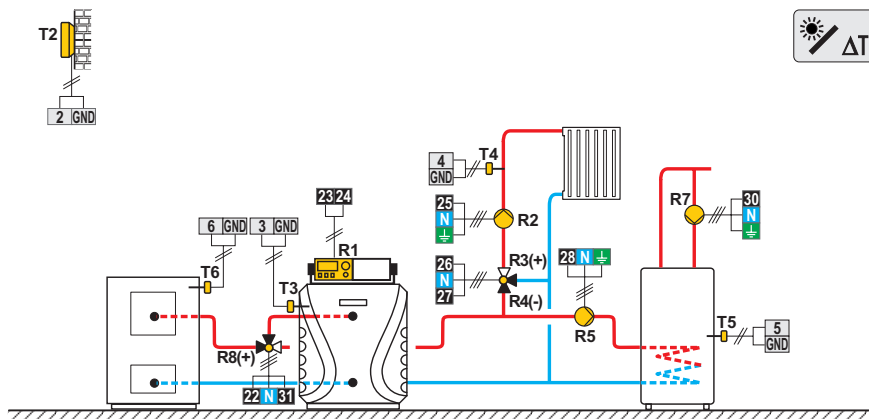 T2
ΔT
2 GND
4
GND
T4
23 24
25
N
R2
R7
30
N
6 GND
3 GND
R1
26
N
27
R3(+)
R4(-)
28 N
T6
T3
R5
T5
5
GND
R8(+)
22 N 31